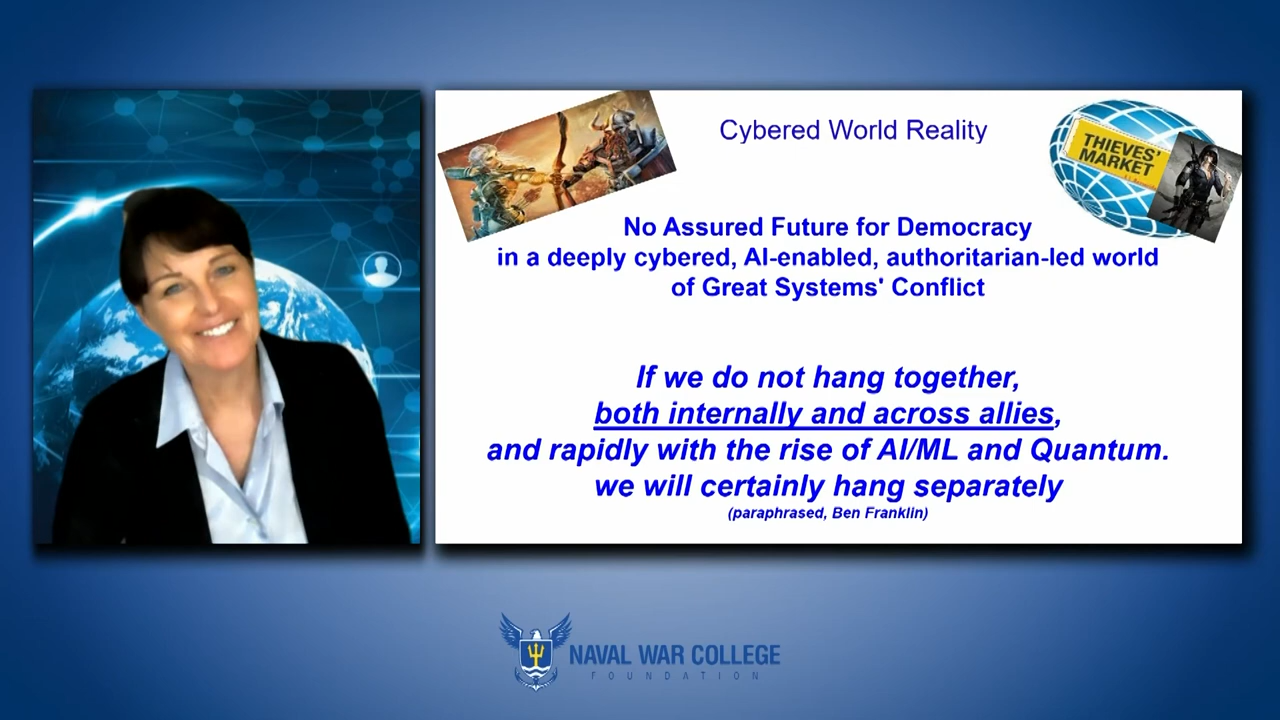 Cybered World Reality
THIEVES'
MARKET
No Assured Future for Democracy
in a deeply cybered, AI-enabled, authoritarian-led world
of Great Systems' Conflict
If we do not hang together,
both internally and across allies,
and rapidly with the rise of AI/ML and Quantum.
we will certainly hang separately
(paraphrased, Ben Franklin)
NAVAL WAR COLLEGE
FOUNDATION